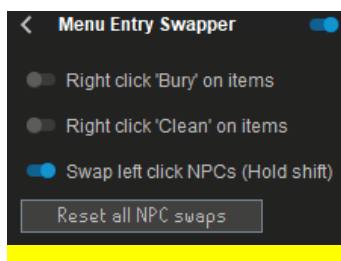 Menu Entry Swapper
Right click 'Bury' on items
Right click 'Clean' on items
Swap left click NPCs (Hold shift)
Reset all NPC swaps